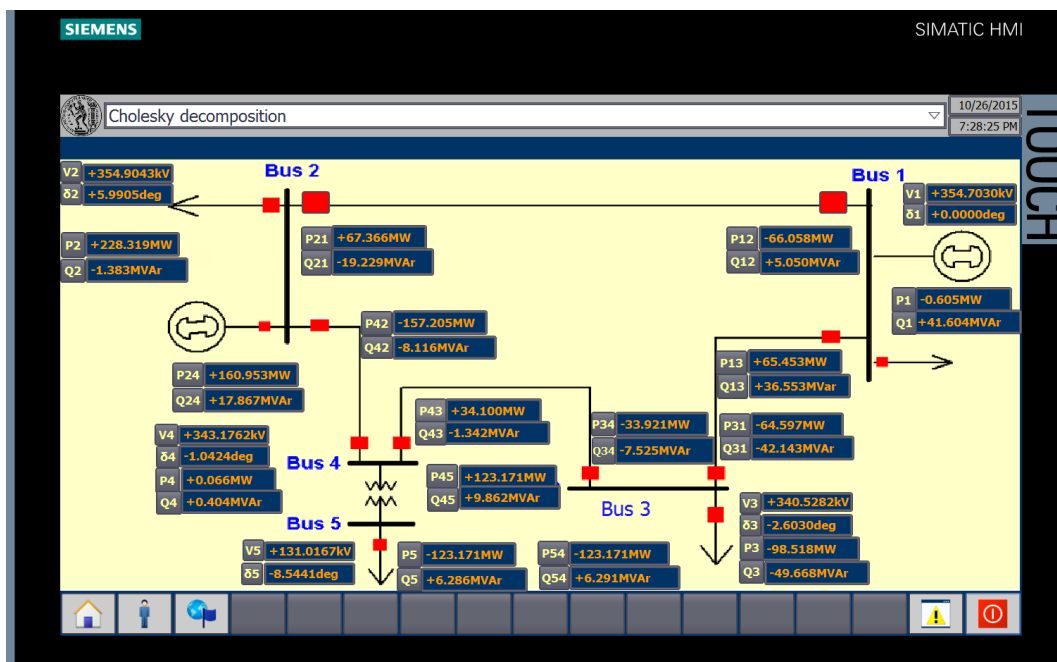 SIEMENS
SIMATIC HMI
TOUCH
Cholesky decomposition
10/26/2015
7:28:25 PM
Bus 2
Bus 1
V2 +354.9043kV
δ2 +5.9905deg
V1 +354.7030kV
δ1 +0.0000deg
P2 +228.319MW
Q2 -1.383MVAr
P21 +67.366MW
Q21 -19.229MVAr
P12 -66.058MW
Q12 +5.050MVAr
P1 -0.605MW
Q1 +41.604MVAr
P42 -157.205MW
Q42 -8.116MVAr
P24 +160.953MW
Q24 +17.867MVAr
P13 +65.453MW
Q13 +36.553MVar
P43 +34.100MW
Q43 -1.342MVAr
P34 -33.921MW
Q34 -7.525MVAr
P31 -64.597MW
Q31 -42.143MVAr
V4 +343.1762kV
δ4 -1.0424deg
P4 +0.066MW
Q4 +0.404MVAr
Bus 4
P45 +123.171MW
Q45 +9.862MVAr
Bus 3
V3 +340.5282kV
δ3 -2.6030deg
P3 -98.518MW
Q3 -49.668MVAr
Bus 5
V5 +131.0167kV
δ5 -8.5441deg
P5 -123.171MW
Q5 +6.286MVAr
P54 -123.171MW
Q54 +6.291MVAr